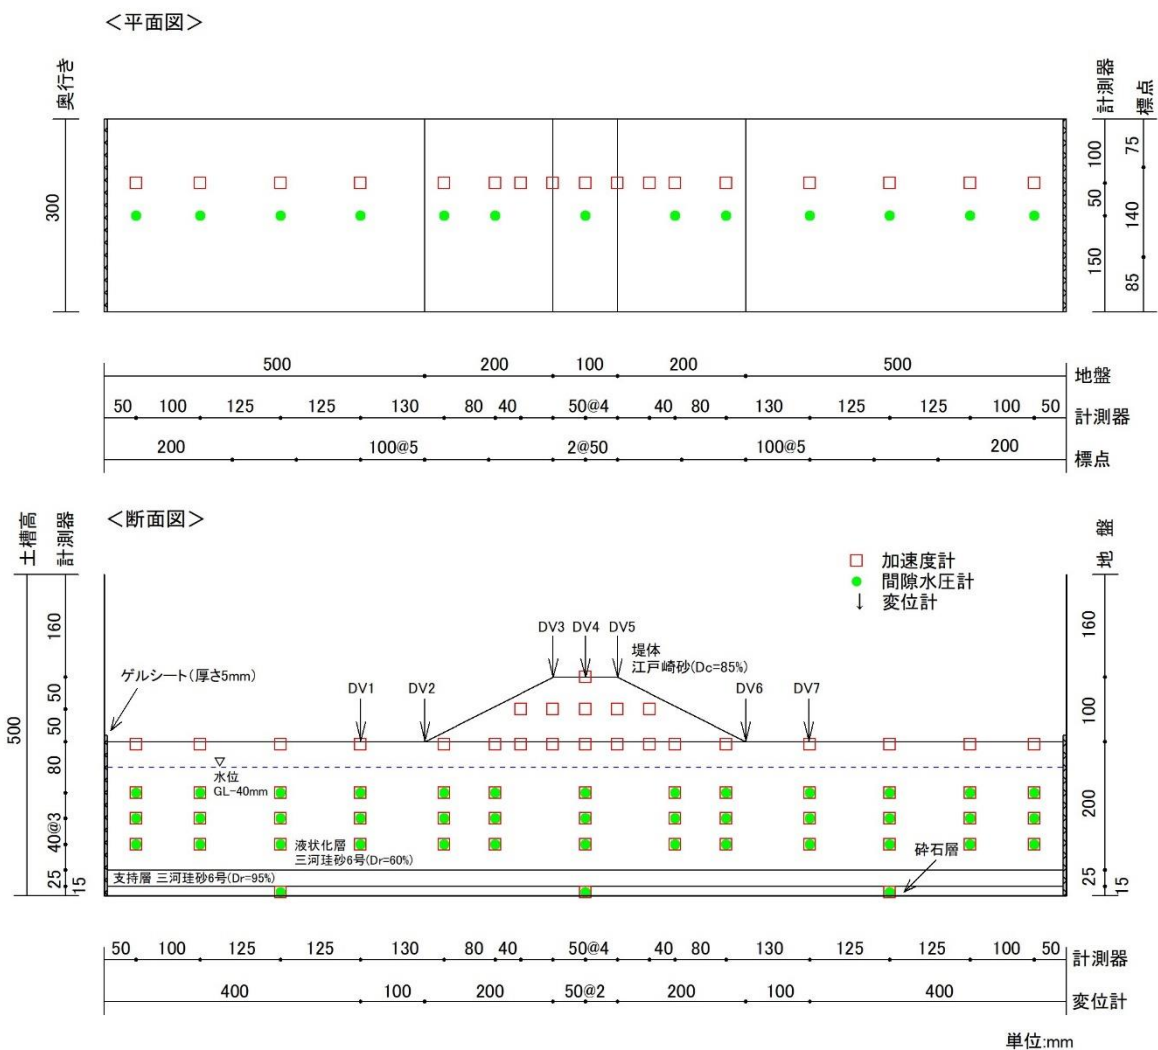 ＜平面図＞
奥行き
300
計測器
標点
100
50
150
75
140
85
500 200 100 200 500 地盤
50 100 125 125 130 80 40 50@4 40 80 130 125 125 100 50 計測器
200 100@5 2@50 100@5 200 標点
＜断面図＞
土槽高
計測器
地盤
加速度計
間隙水圧計
変位計
500
160
50
50
80
40@3
25
15
ゲルシート(厚さ5mm)
DV1
DV2
DV3
DV4
DV5
堤体
江戸崎砂(Dc=85%)
DV6
DV7
▽
水位
GL-40mm
液状化層
三河珪砂6号(Dr=60%)
支持層 三河珪砂6号(Dr=95%)
砕石層
160
100
200
25
15
50 100 125 125 130 80 40 50@4 40 80 130 125 125 100 50 計測器
400 100 200 50@2 200 100 400 変位計
単位:mm